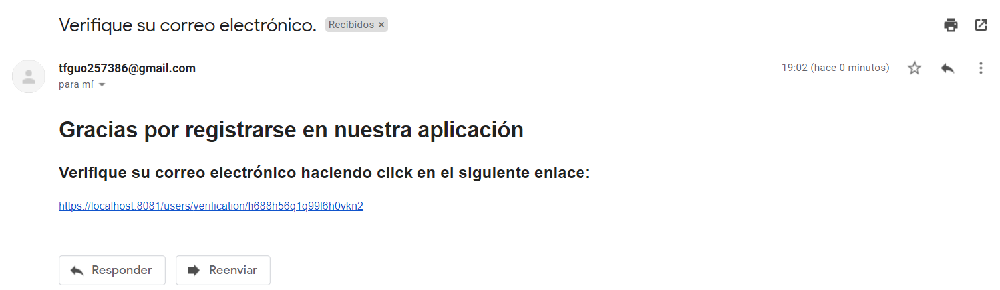 Verifique su correo electrónico. Recibidos ×
tfguo257386@gmail.com 19:02 (hace 0 minutos)
para mí
Gracias por registrarse en nuestra aplicación
Verifique su correo electrónico haciendo click en el siguiente enlace:
https://localhost:8081/users/verification/h688h56q1q99l6h0vkn2
Responder Reenviar